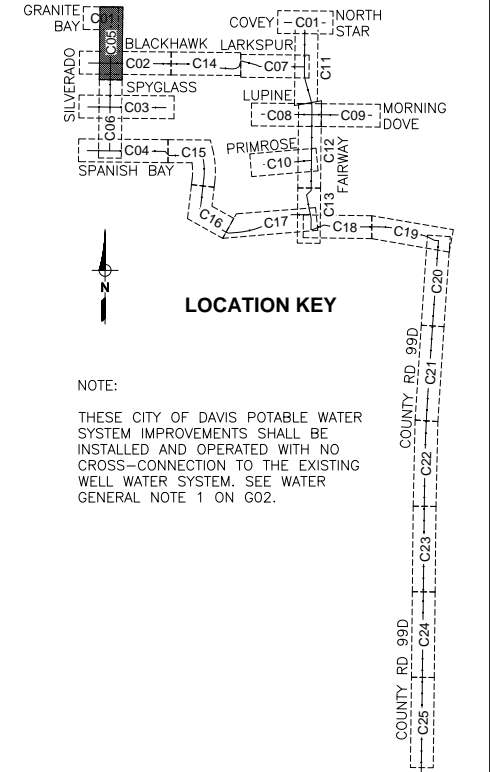 GRANITE
BAY
C01
C05
COVEY
C01
NORTH
STAR
BLACKHAWK
LARKSPUR
SILVERADO
C02
C14
C07
C11
SPYGLASS
C03
LUPINE
C08
C09
MORNING
DOVE
C06
C04
C15
PRIMROSE
C10
C12
FAIRWAY
SPANISH BAY
C16
C17
C13
C18
C19
C20
N
LOCATION KEY
COUNTY RD 99D
C21
NOTE:
THESE CITY OF DAVIS POTABLE WATER
SYSTEM IMPROVEMENTS SHALL BE
INSTALLED AND OPERATED WITH NO
CROSS-CONNECTION TO THE EXISTING
WELL WATER SYSTEM. SEE WATER
GENERAL NOTE 1 ON G02.
C22
C23
C24
COUNTY RD 99D
C25